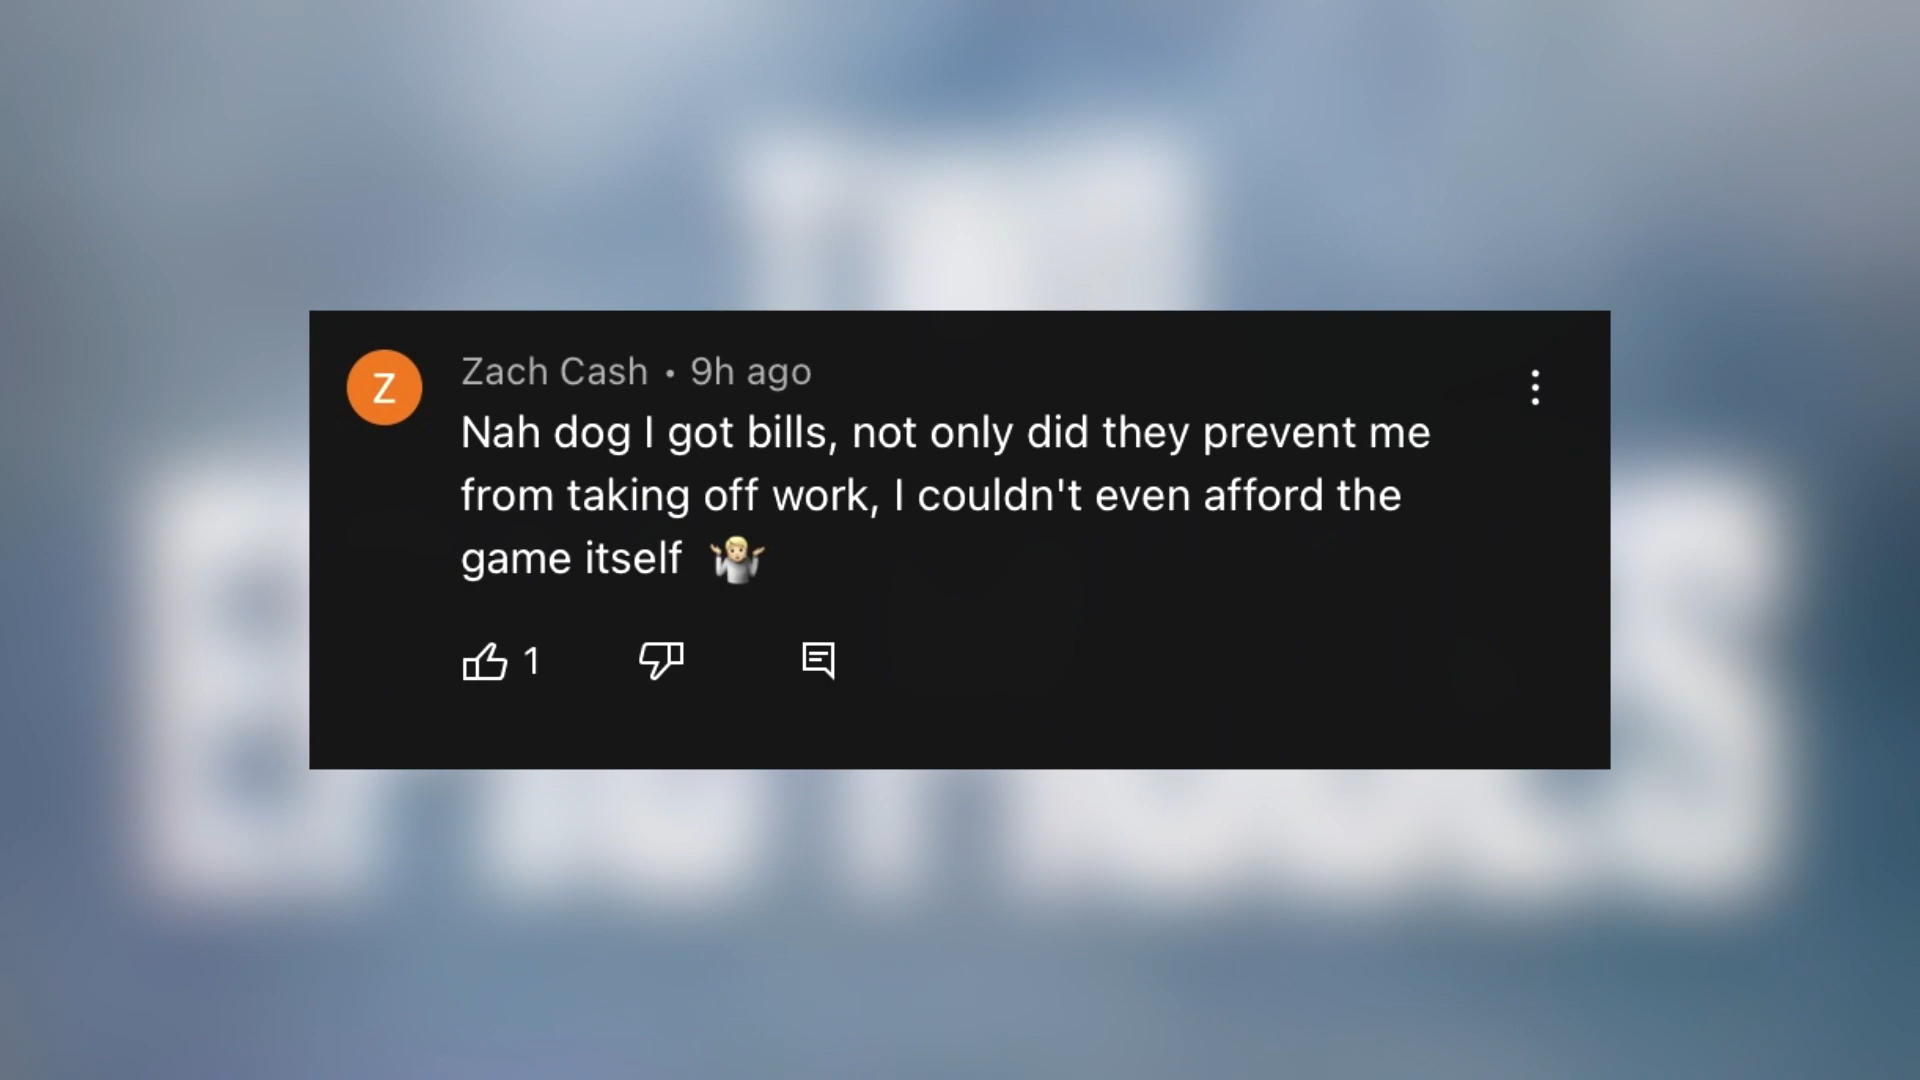 Z
Zach Cash • 9h ago
Nah dog I got bills, not only did they prevent me
from taking off work, I couldn't even afford the
game itself 🤷🏼
1